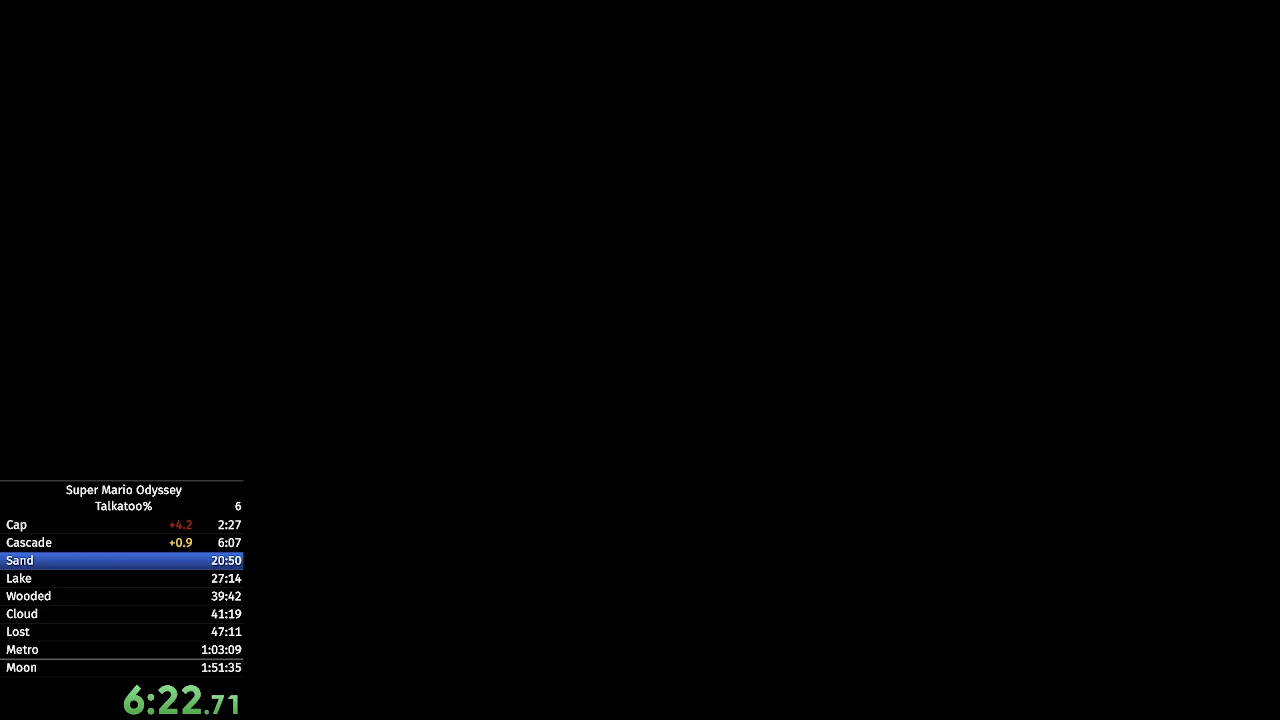 Super Mario Odyssey
Talkatoo% 6
Cap +4.2 2:27
Cascade +0.9 6:07
Sand 20:50
Lake 27:14
Wooded 39:42
Cloud 41:19
Lost 47:11
Metro 1:03:09
Moon 1:51:35
6:22.71